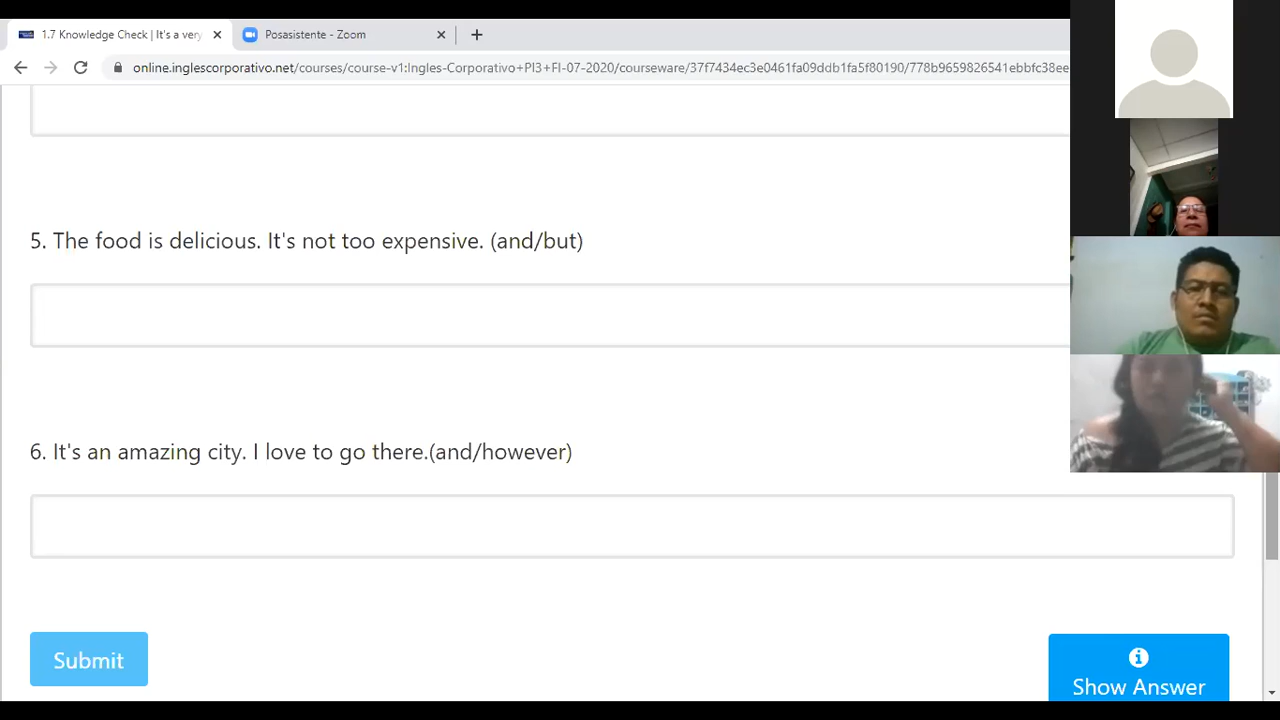 1.7 Knowledge Check | It's a very
Posasistente - Zoom
online.inglescorporativo.net/courses/course-v1:Ingles-Corporativo+PI3+FI-07-2020/courseware/37f7434ec3e0461fa09ddb1fa5f80190/778b9659826541ebbfc38ee
5. The food is delicious. It's not too expensive. (and/but)
6. It's an amazing city. I love to go there.(and/however)
Submit
Show Answer